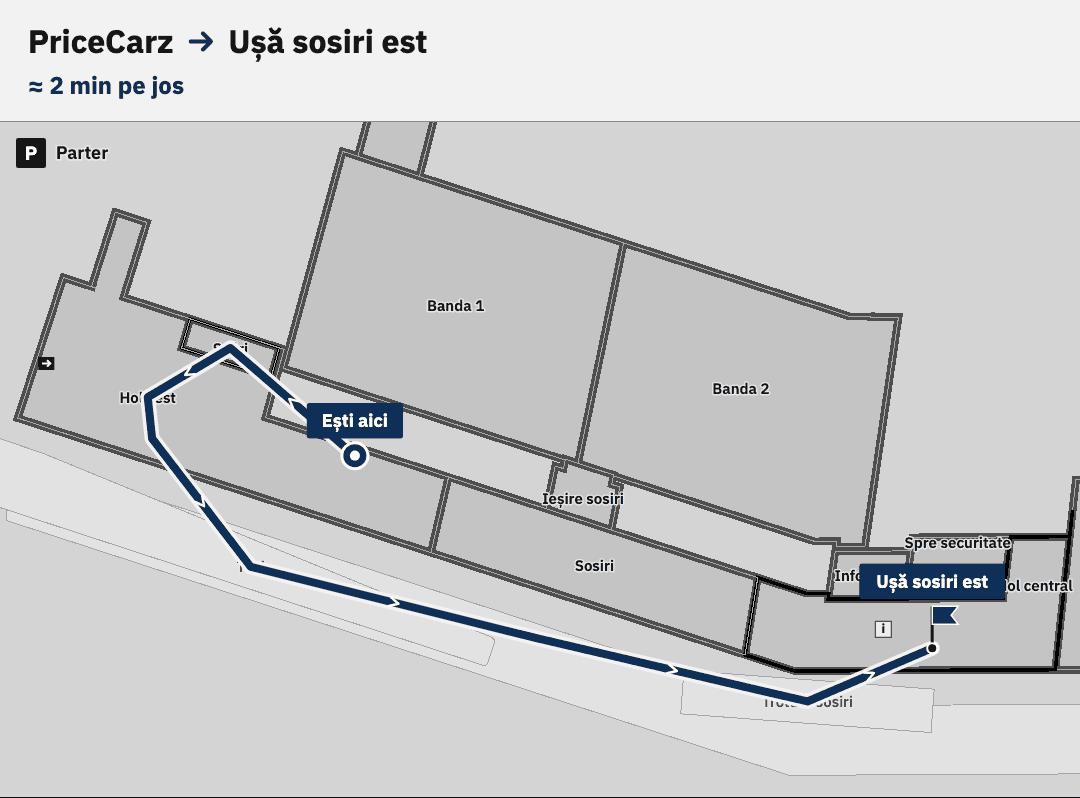 PriceCarz → Ușă sosiri est
≈ 2 min pe jos
P Parter
Banda 1
Banda 2
Ești aici
Ieșire sosiri
Sosiri
Spre securitate
Ușă sosiri est
i